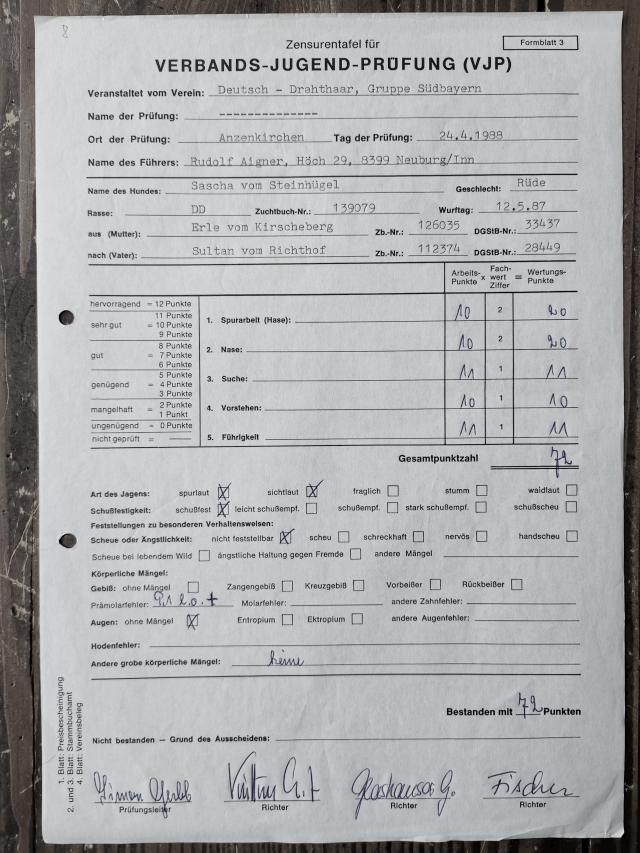 8
Zensurentafel für
Formblatt 3
VERBANDS-JUGEND-PRÜFUNG (VJP)
Veranstaltet vom Verein: Deutsch - Drahthaar, Gruppe Südbayern
Name der Prüfung: --------------
Ort der Prüfung: Anzenkirchen Tag der Prüfung: 24.4.1988
Name des Führers: Rudolf Aigner, Höch 29, 8399 Neuburg/Inn
Name des Hundes: Sascha vom Steinhügel Geschlecht: Rüde
Rasse: DD Zuchtbuch-Nr.: 139079 Wurftag: 12.5.87
aus (Mutter): Erle vom Kirscheberg Zb.-Nr.: 126035 DGStB-Nr.: 33437
nach (Vater): Sultan vom Richthof Zb.-Nr.: 112374 DGStB-Nr.: 28449
Arbeits-Punkte x Fach-wert Ziffer = Wertungs-Punkte
hervorragend = 12 Punkte
11 Punkte
sehr gut = 10 Punkte
9 Punkte
8 Punkte
gut = 7 Punkte
6 Punkte
5 Punkte
genügend = 4 Punkte
3 Punkte
mangelhaft = 2 Punkte
1 Punkt
ungenügend = 0 Punkte
nicht geprüft = —
1. Spurarbeit (Hase): 10 2 20
2. Nase: 10 2 20
3. Suche: 11 1 11
4. Vorstehen: 10 1 10
5. Führigkeit 11 1 11
Gesamtpunktzahl 72
Art des Jagens: spurlaut sichtlaut fraglich stumm waidlaut
Schußfestigkeit: schußfest leicht schußempf. schußempf. stark schußempf. schußscheu
Feststellungen zu besonderen Verhaltensweisen:
Scheue oder Ängstlichkeit: nicht feststellbar scheu schreckhaft nervös handscheu
Scheue bei lebendem Wild ängstliche Haltung gegen Fremde andere Mängel
Körperliche Mängel:
Gebiß: ohne Mängel Zangengebiß Kreuzgebiß Vorbeißer Rückbeißer
Prämolarfehler: P1 Molarfehler: andere Zahnfehler:
Augen: ohne Mängel Entropium Ektropium andere Augenfehler:
Hodenfehler:
Andere grobe körperliche Mängel: keine
Bestanden mit 72 Punkten
Nicht bestanden – Grund des Ausscheidens:
1. Blatt: Preisbescheinigung
2. und 3. Blatt: Stammbuchamt
4. Blatt: Vereinsbeleg
Glashauser G. Fischer
Prüfungsleiter Richter Richter Richter